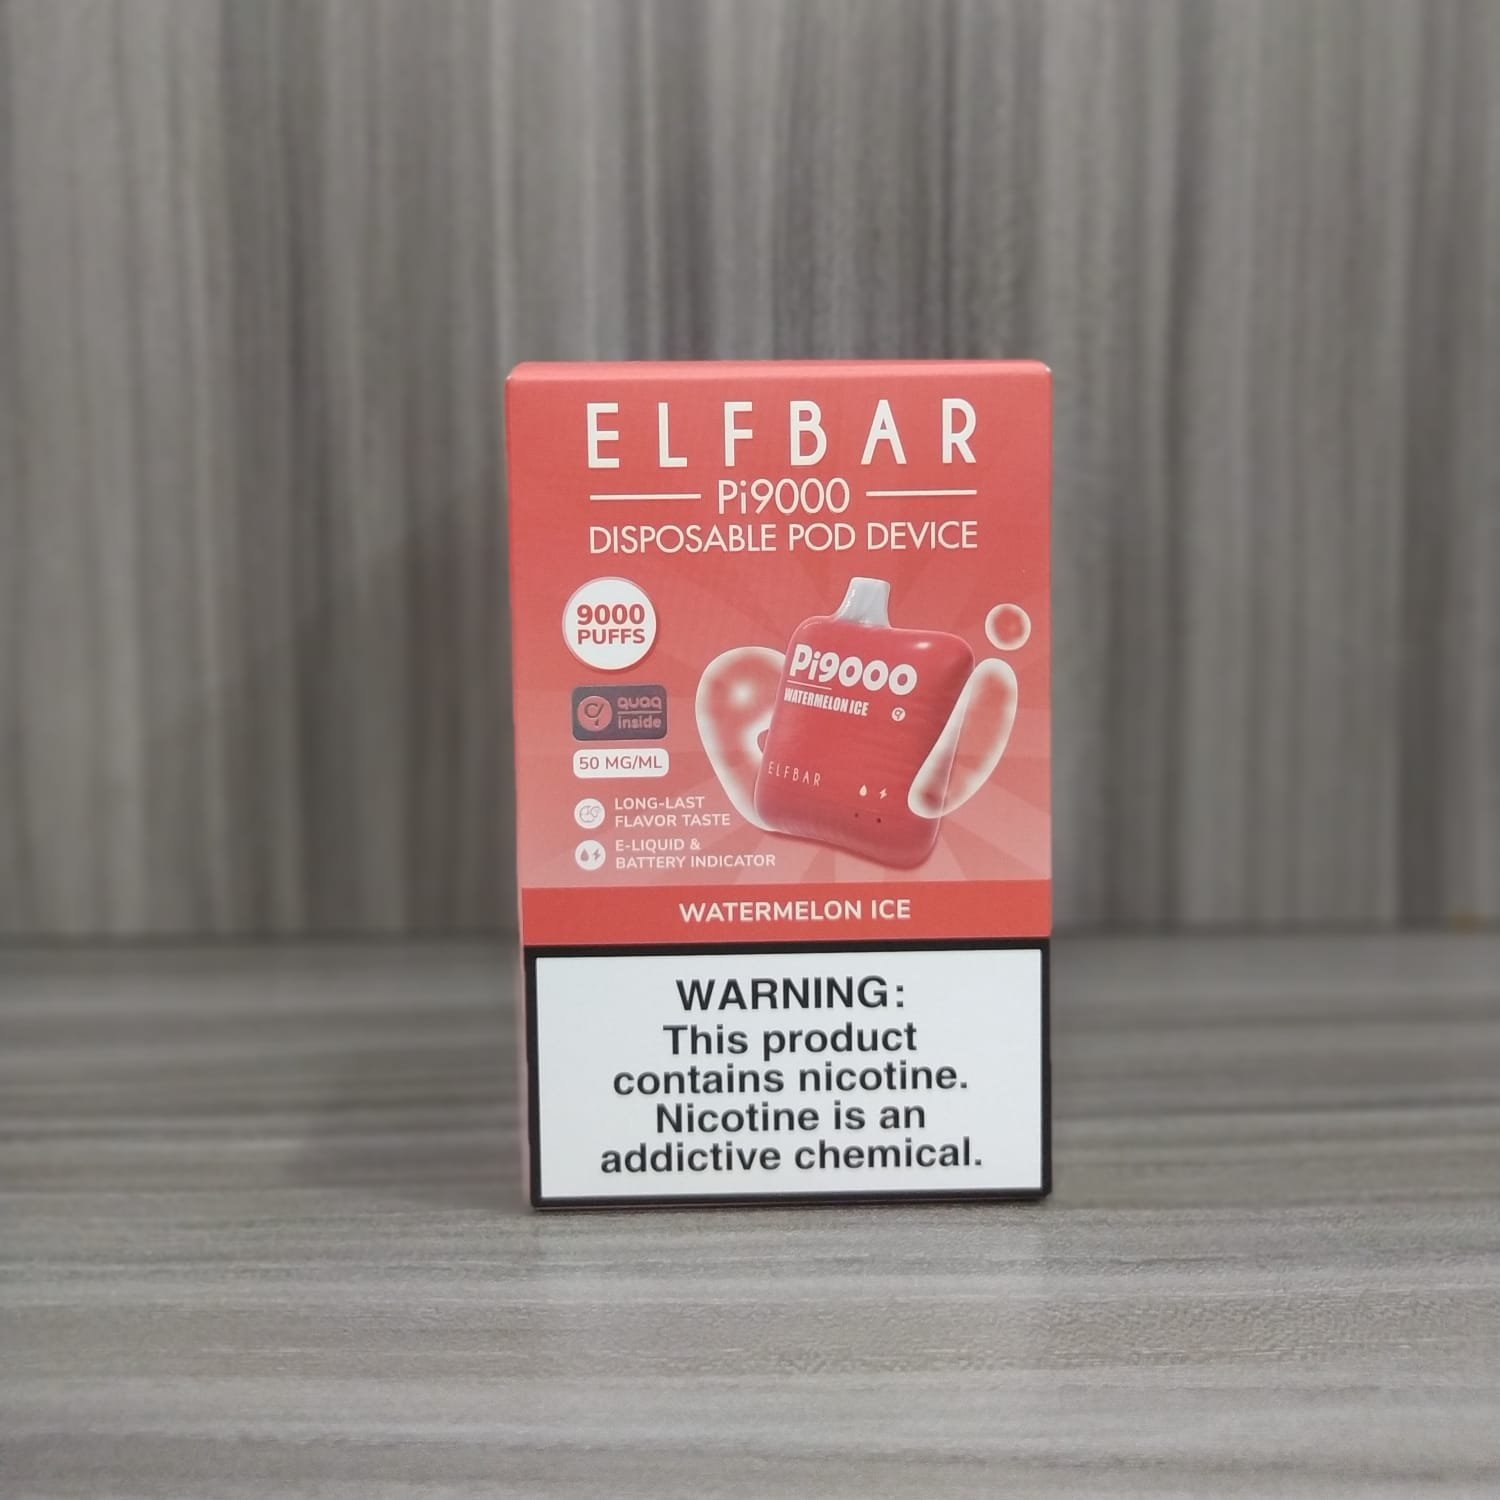 ELFBAR
Pi9000
DISPOSABLE POD DEVICE
9000
PUFFS
quaq
inside
50 MG/ML
LONG-LAST
FLAVOR TASTE
E-LIQUID &
BATTERY INDICATOR
Pi9000
WATERMELON ICE
ELFBAR
WATERMELON ICE
WARNING:
This product
contains nicotine.
Nicotine is an
addictive chemical.